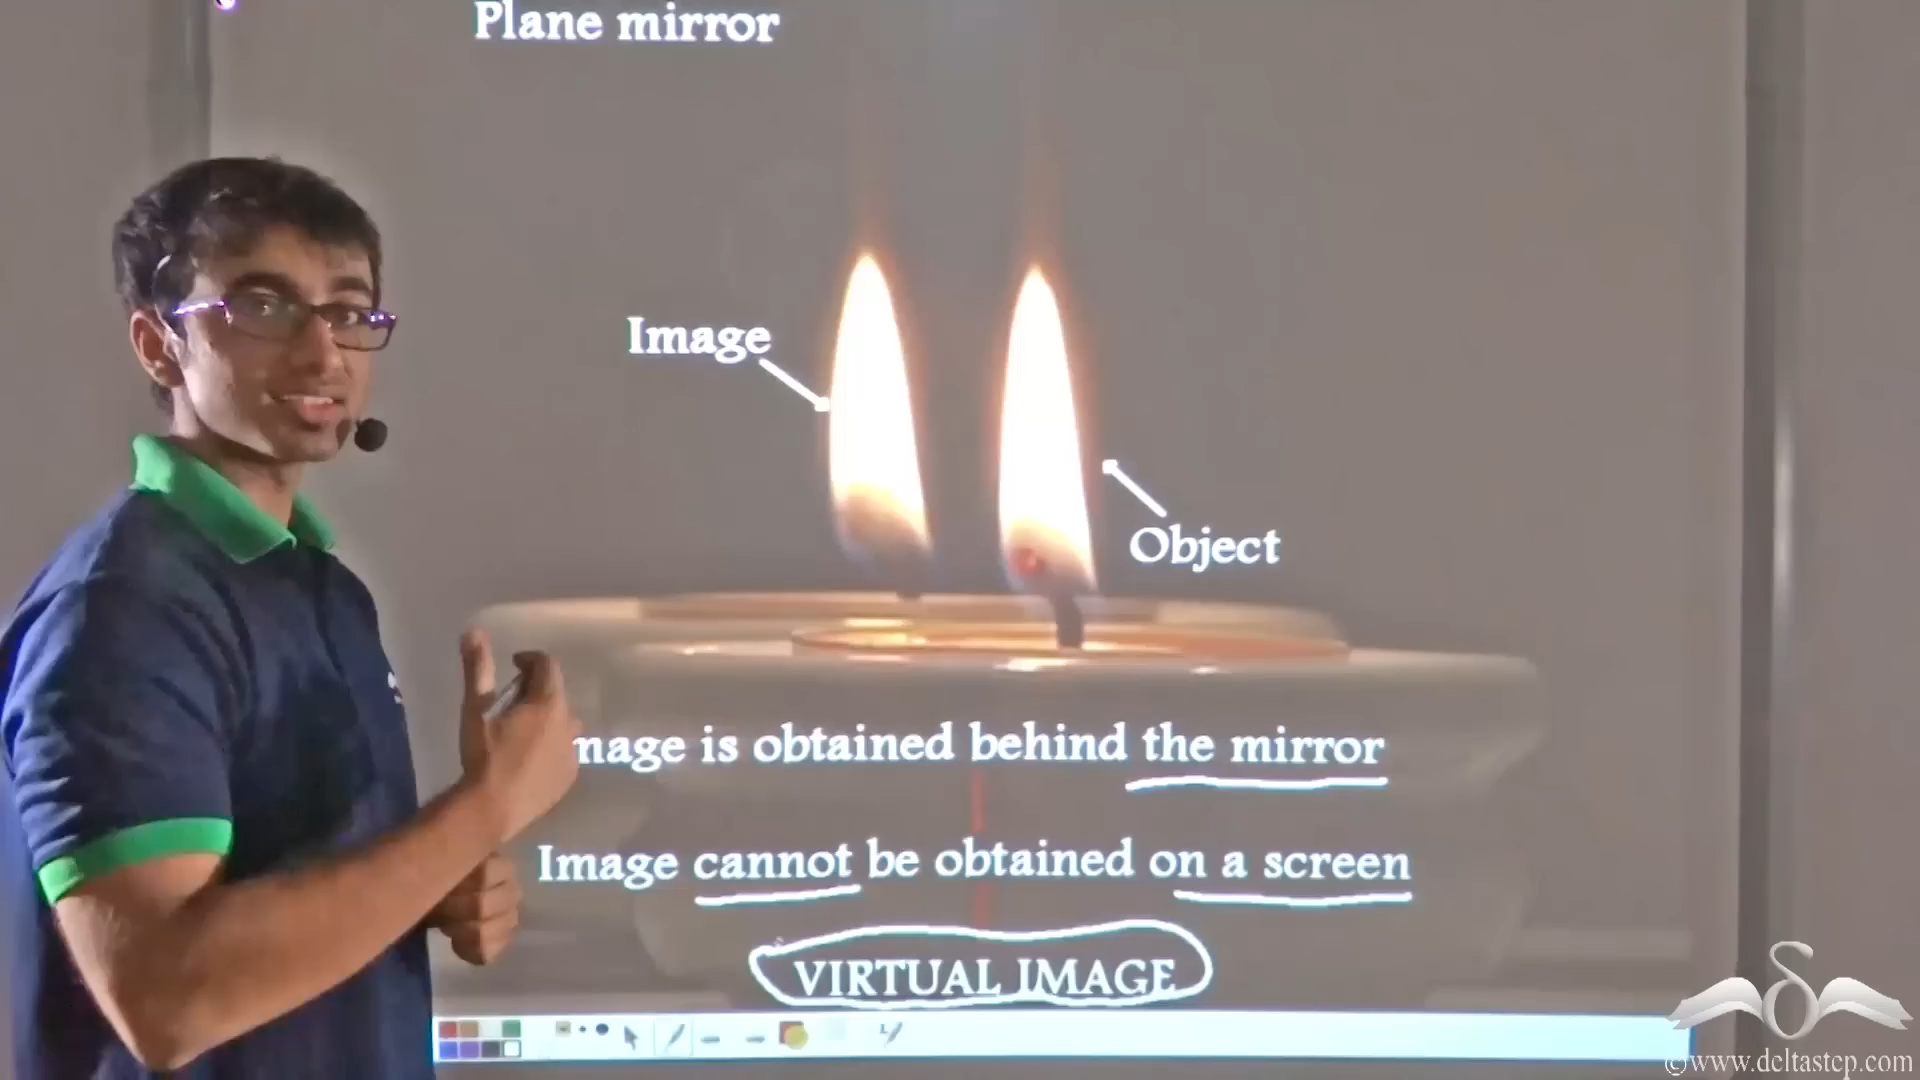 Plane mirror
Image
Object
mage is obtained behind the mirror
Image cannot be obtained on a screen
VIRTUAL IMAGE
©www.deltastep.com